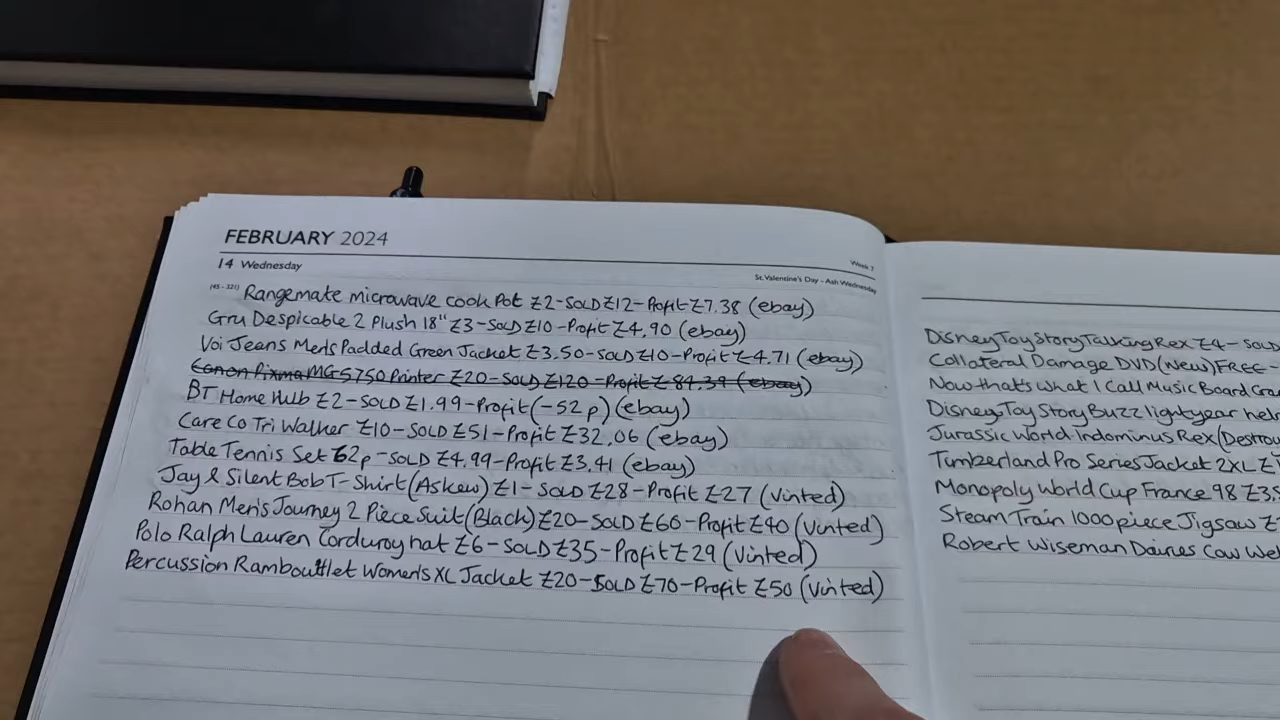 FEBRUARY 2024
14 Wednesday
Week 7
St. Valentine's Day - Ash Wednesday
(45 - 321)
Rangemate microwave cook Pot £2-SOLD £12-Profit £7.38 (ebay)
Gru Despicable 2 Plush 18" £3-SOLD £10-Profit £4.90 (ebay)
Voi Jeans Men's Padded Green Jacket £3.50-SOLD £10-Profit £4.71 (ebay)
Canon Pixma MG5750 Printer £20-SOLD £120-Profit £84.39 (ebay)
BT Home Hub £2-SOLD £1.99-Profit (-52p) (ebay)
Care Co Tri Walker £10-SOLD £51-Profit £32.06 (ebay)
Table Tennis Set 62p-SOLD £4.99-Profit £3.41 (ebay)
Jay & Silent Bob T-Shirt (Askew) £1-SOLD £28-Profit £27 (Vinted)
Rohan Men's Journey 2 Piece Suit (Black) £20-SOLD £60-Profit £40 (Vinted)
Polo Ralph Lauren Corduroy hat £6-SOLD £35-Profit £29 (Vinted)
Percussion Rambouillet Women's XL Jacket £20-SOLD £70-Profit £50 (Vinted)
Disney Toy Story Talking Rex £4-SOLD
Collateral Damage DVD (New) FREE-
Now that's what I Call Music Board
Disney Toy Story Buzz lightyear
Jurassic World Indominus Rex
Timberland Pro Series Jacket 2XL
Monopoly World Cup France 98 £3.5
Steam Train 1000 piece Jigsaw £
Robert Wiseman Dairies Cow